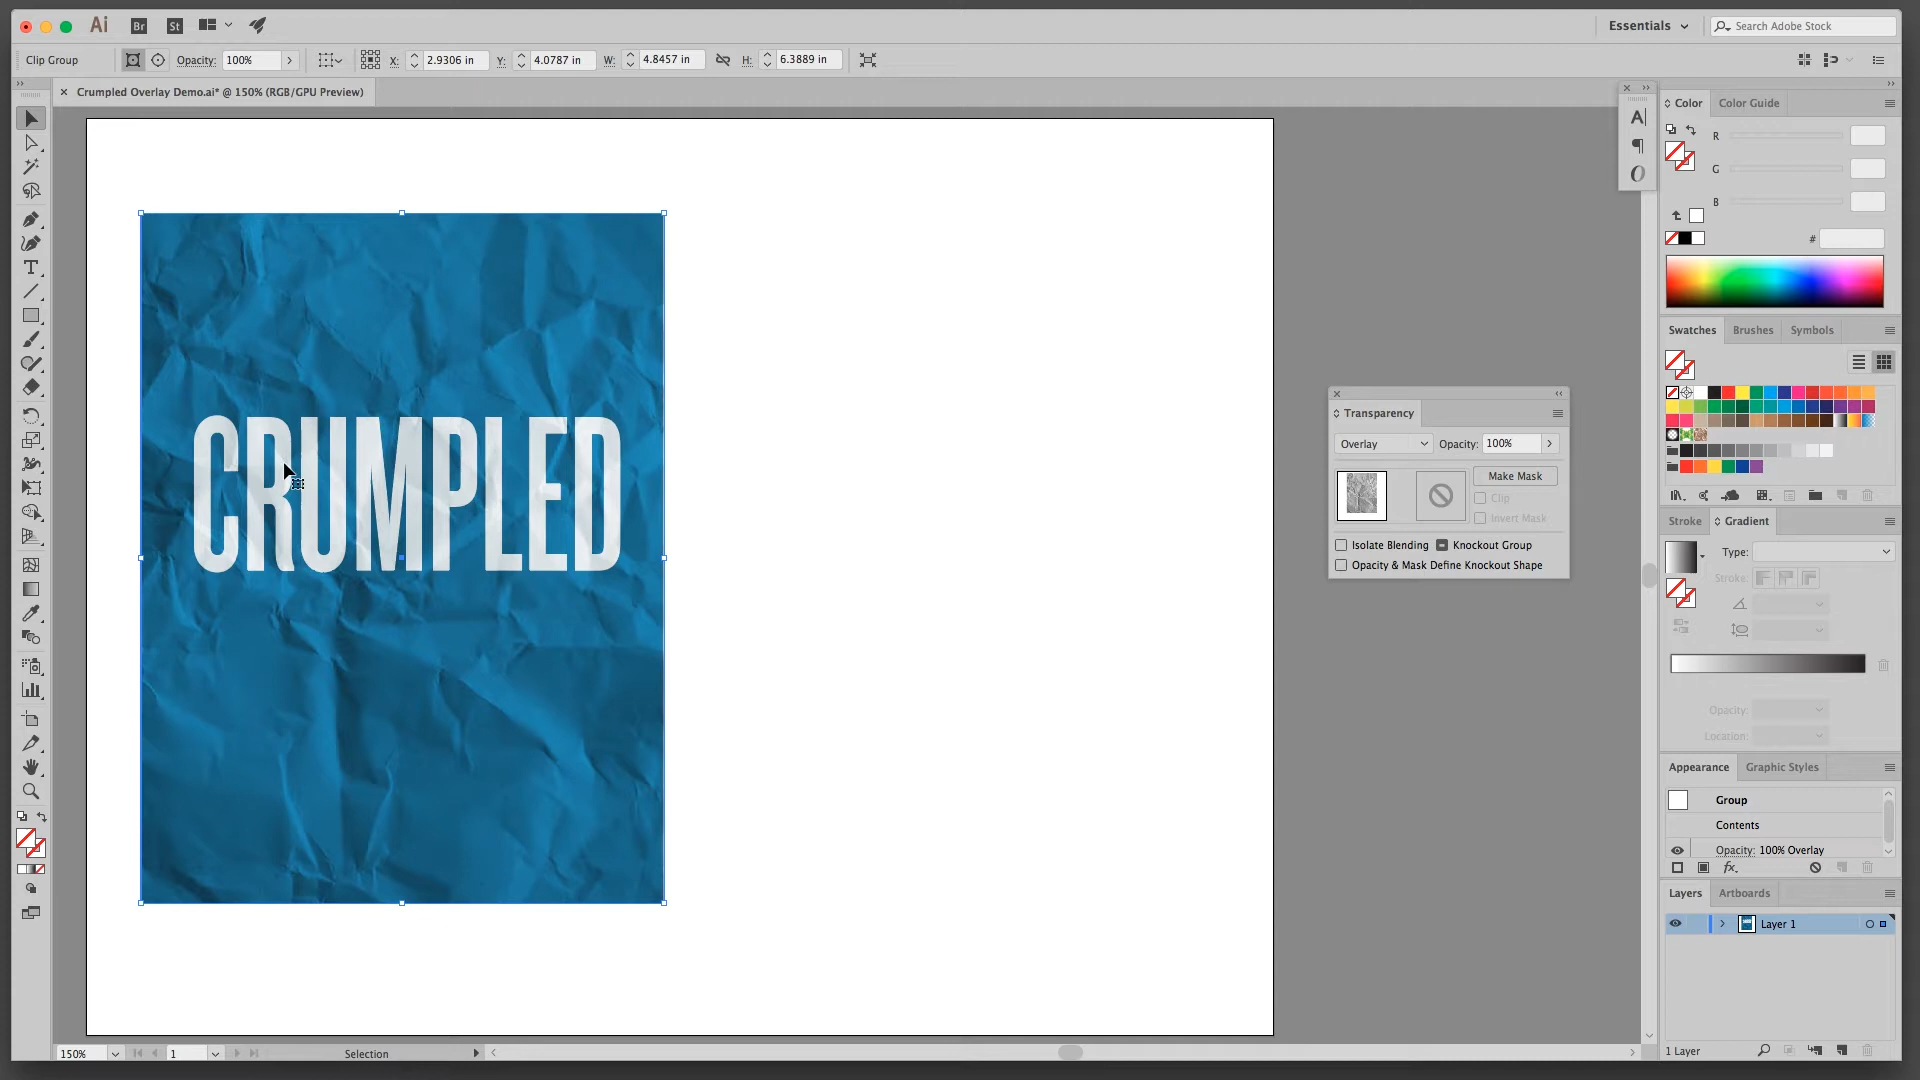 Ai Br St Essentials Search Adobe Stock
Clip Group Opacity: 100% X: 2.9306 in Y: 4.0787 in W: 4.8457 in H: 6.3889 in
× Crumpled Overlay Demo.ai* @ 150% (RGB/GPU Preview)
CRUMPLED
Transparency
Overlay Opacity: 100%
Make Mask
Clip
Invert Mask
Isolate Blending Knockout Group
Opacity & Mask Define Knockout Shape
Color Color Guide
R
G
B
#
Swatches Brushes Symbols
Stroke Gradient
Type:
Stroke:
Opacity:
Location:
Appearance Graphic Styles
Group
Contents
Opacity: 100% Overlay
fx.
Layers Artboards
Layer 1
1 Layer
150% 1 Selection